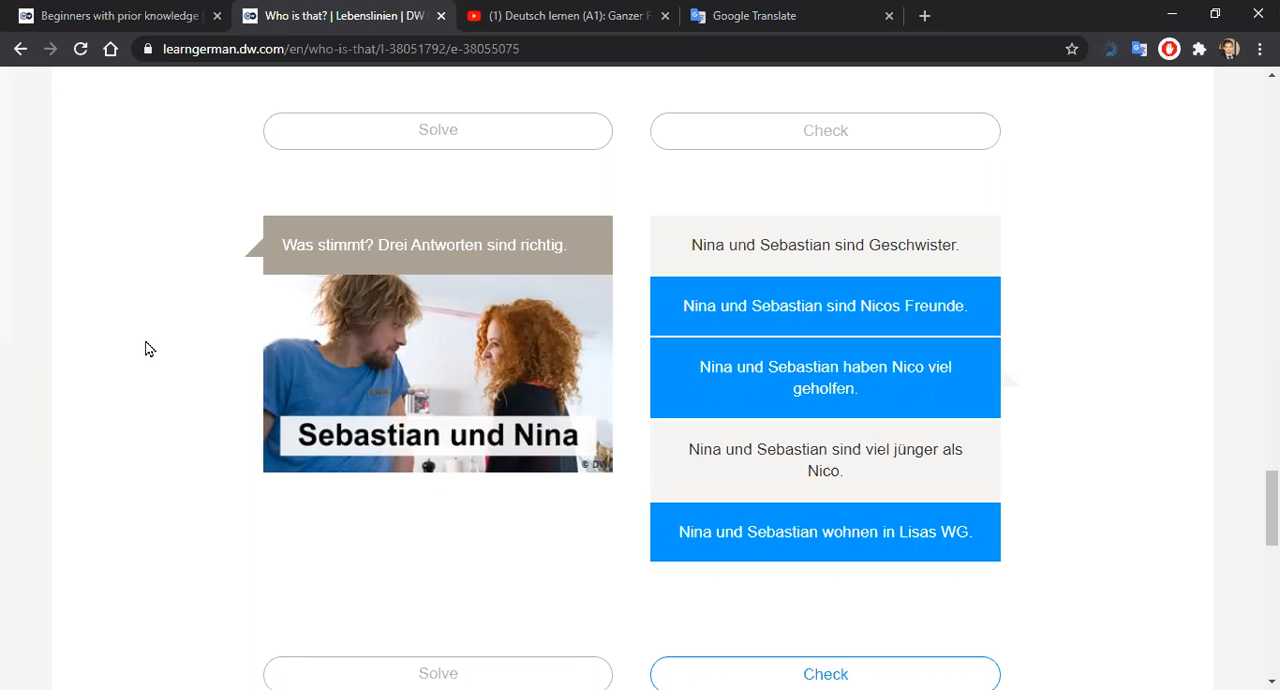 Beginners with prior knowledge
Who is that? | Lebenslinien | DW
(1) Deutsch lernen (A1): Ganzer F
Google Translate
learngerman.dw.com/en/who-is-that/l-38051792/e-38055075
Solve
Check
Was stimmt? Drei Antworten sind richtig.
Sebastian und Nina
© DW
Nina und Sebastian sind Geschwister.
Nina und Sebastian sind Nicos Freunde.
Nina und Sebastian haben Nico viel
geholfen.
Nina und Sebastian sind viel jünger als
Nico.
Nina und Sebastian wohnen in Lisas WG.
Solve
Check